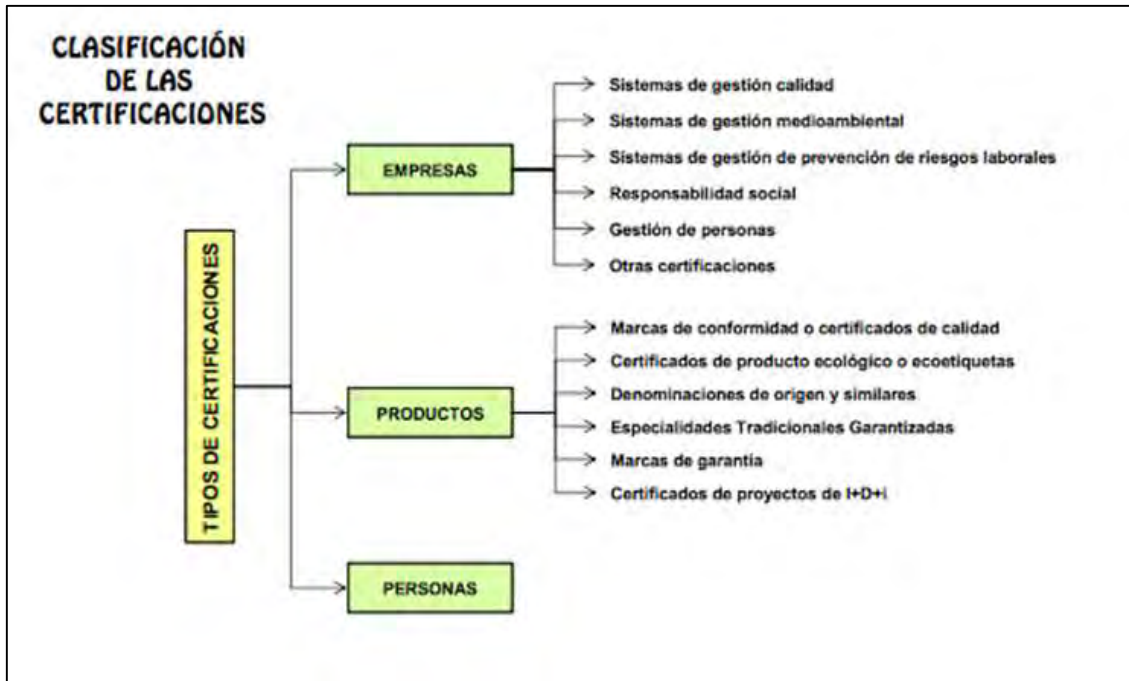 CLASIFICACIÓN
DE LAS
CERTIFICACIONES
TIPOS DE CERTIFICACIONES
EMPRESAS
Sistemas de gestión calidad
Sistemas de gestión medioambiental
Sistemas de gestión de prevención de riesgos laborales
Responsabilidad social
Gestión de personas
Otras certificaciones
PRODUCTOS
Marcas de conformidad o certificados de calidad
Certificados de producto ecológico o ecoetiquetas
Denominaciones de origen y similares
Especialidades Tradicionales Garantizadas
Marcas de garantía
Certificados de proyectos de I+D+i
PERSONAS